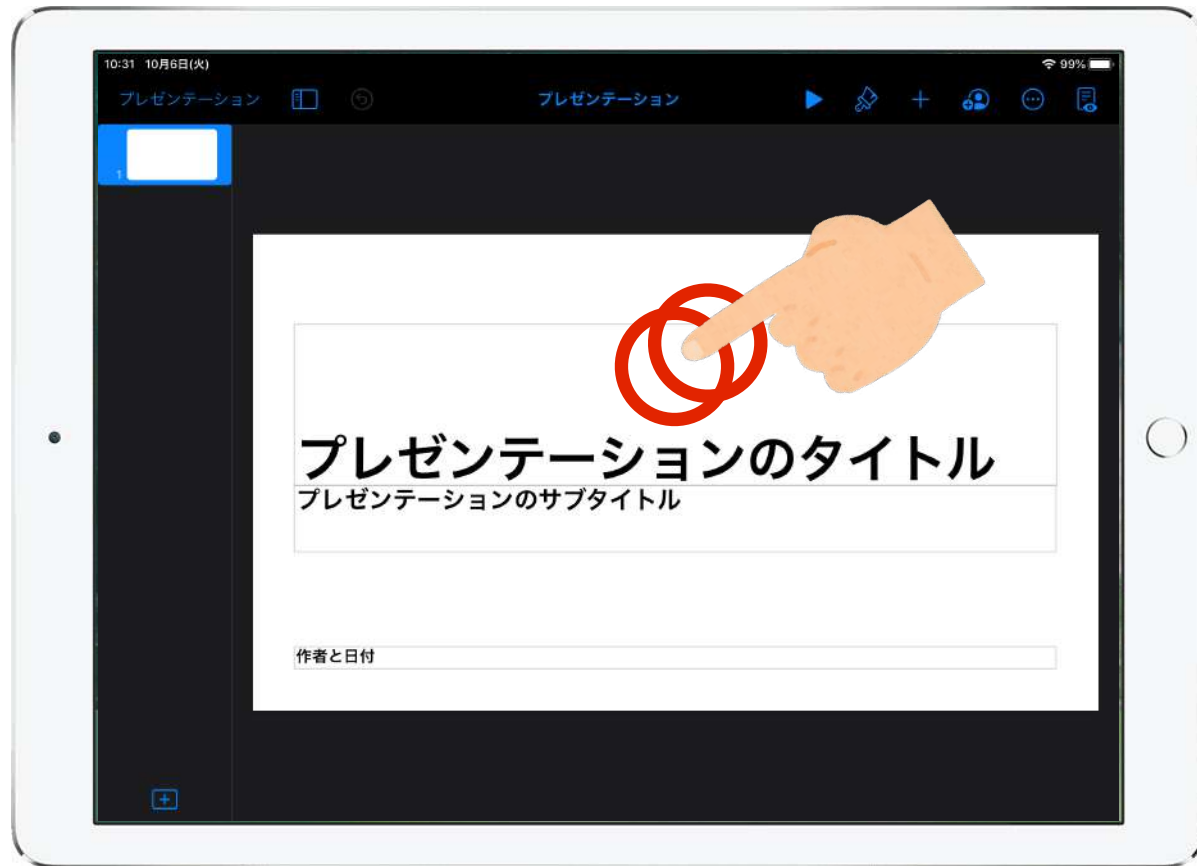 10:31 10月6日(火)
99%
プレゼンテーション
プレゼンテーション
1
プレゼンテーションのタイトル
プレゼンテーションのサブタイトル
作者と日付